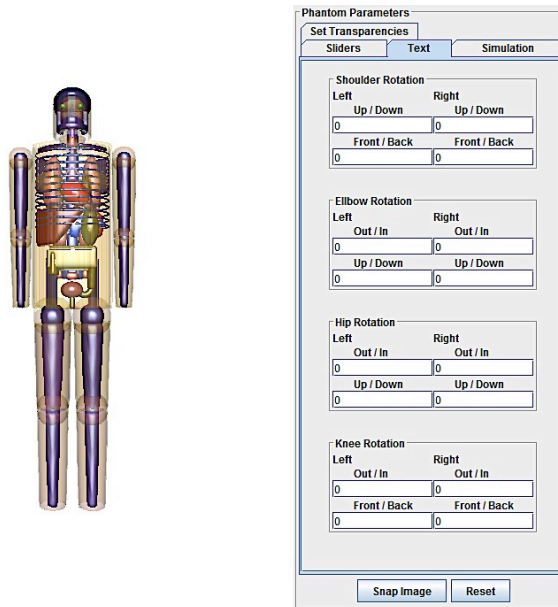 Phantom Parameters
Set Transparencies
Sliders Text Simulation
Shoulder Rotation
Left Right
Up / Down Up / Down
0 0
Front / Back Front / Back
0 0
Ellbow Rotation
Left Right
Out / In Out / In
0 0
Up / Down Up / Down
0 0
Hip Rotation
Left Right
Out / In Out / In
0 0
Up / Down Up / Down
0 0
Knee Rotation
Left Right
Out / In Out / In
0 0
Front / Back Front / Back
0 0
Snap Image Reset